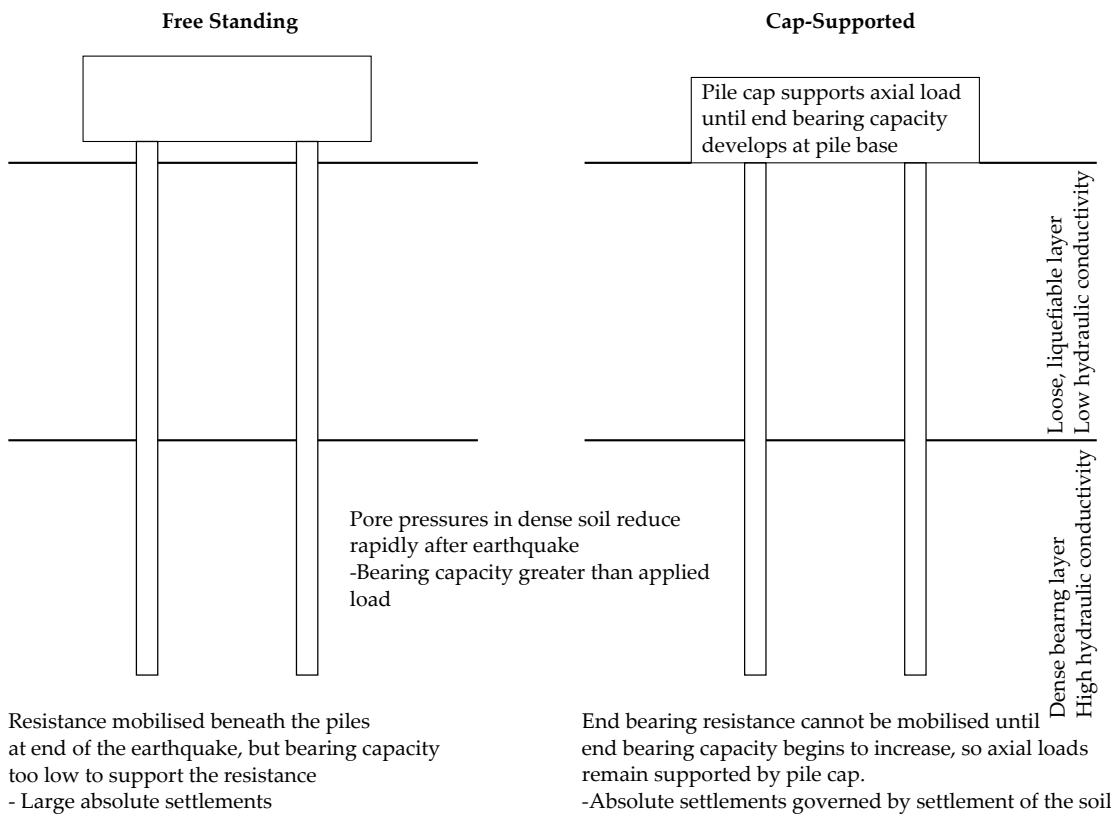 Free Standing
Cap-Supported
Pile cap supports axial load
until end bearing capacity
develops at pile base
Loose, liquefiable layer
Low hydraulic conductivity
Pore pressures in dense soil reduce
rapidly after earthquake
-Bearing capacity greater than applied
load
Dense bearng layer
High hydraulic conductivity
Resistance mobilised beneath the piles
at end of the earthquake, but bearing capacity
too low to support the resistance
- Large absolute settlements
End bearing resistance cannot be mobilised until
end bearing capacity begins to increase, so axial loads
remain supported by pile cap.
-Absolute settlements governed by settlement of the soil